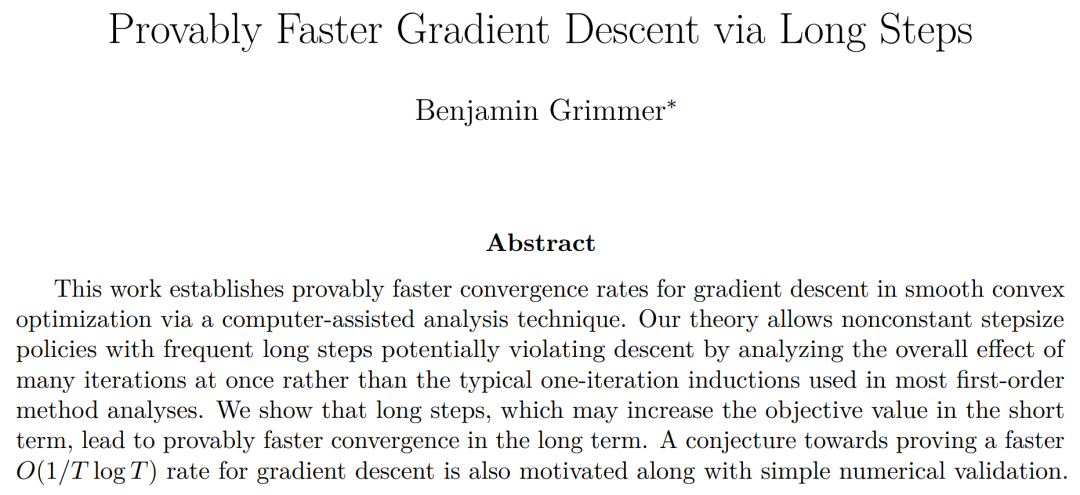 Provably Faster Gradient Descent via Long Steps
Benjamin Grimmer*
Abstract
This work establishes provably faster convergence rates for gradient descent in smooth convex
optimization via a computer-assisted analysis technique. Our theory allows nonconstant stepsize
policies with frequent long steps potentially violating descent by analyzing the overall effect of
many iterations at once rather than the typical one-iteration inductions used in most first-order
method analyses. We show that long steps, which may increase the objective value in the short
term, lead to provably faster convergence in the long term. A conjecture towards proving a faster
O(1/T log T) rate for gradient descent is also motivated along with simple numerical validation.